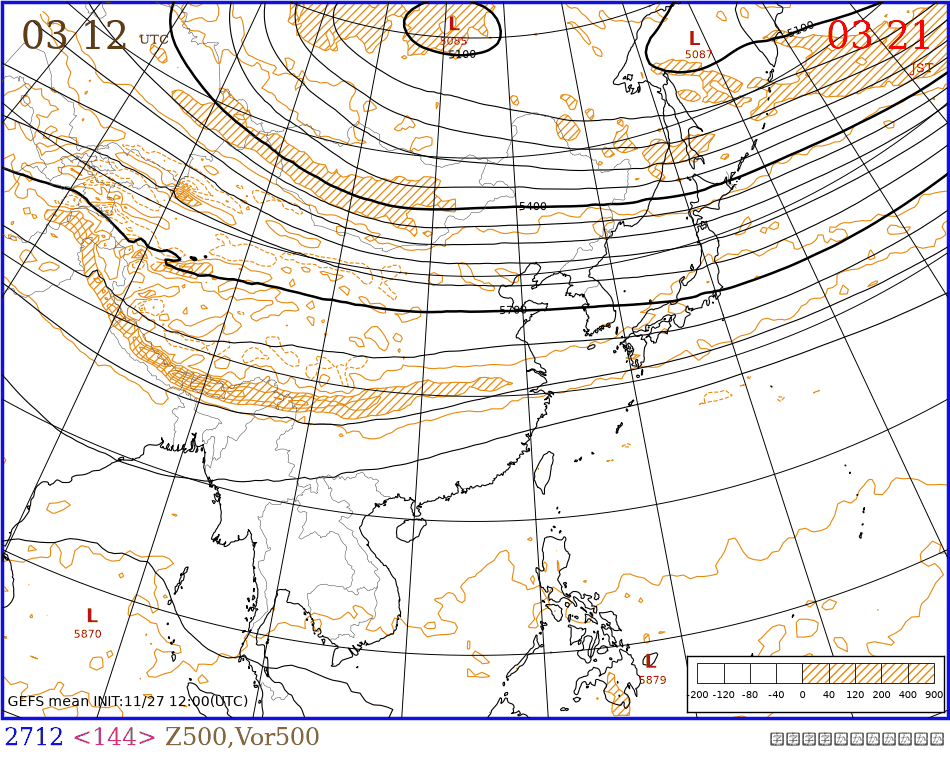 03 12 UTC
03 21 JST
L
5085
5100
L
5087
5100
5400
5700
L
5870
L
5879
-200 -120 -80 -40 0 40 120 200 400 900
GEFS mean INIT:11/27 12:00(UTC)
2712 <144> Z500,Vor500